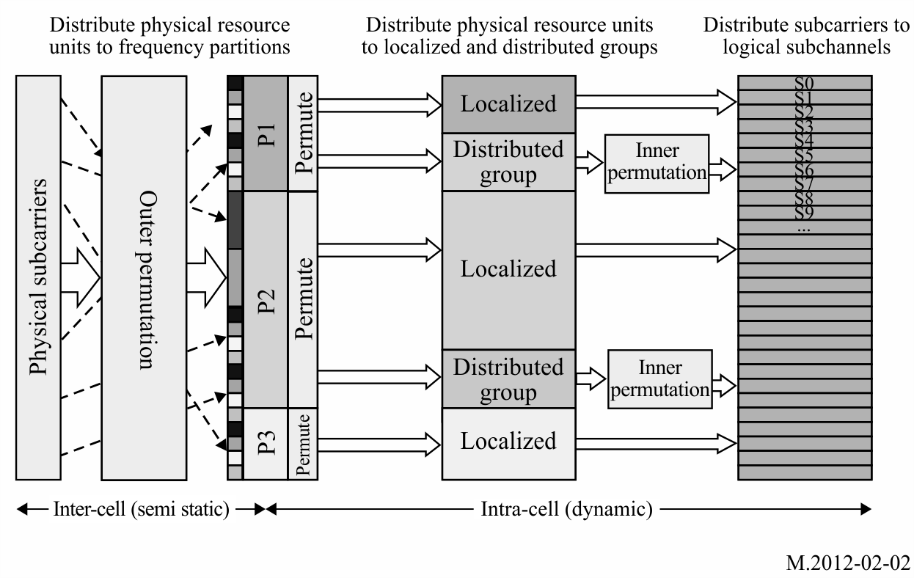 Distribute physical resource
units to frequency partitions
Distribute physical resource units
to localized and distributed groups
Distribute subcarriers to
logical subchannels
Physical subcarriers
Outer permutation
P1
Permute
P2
Permute
P3
Permute
Localized
Distributed
group
Localized
Distributed
group
Localized
Inner
permutation
Inner
permutation
S0
S1
S2
S3
S4
S5
S6
S7
S8
S9
...
Inter-cell (semi static)
Intra-cell (dynamic)
M.2012-02-02